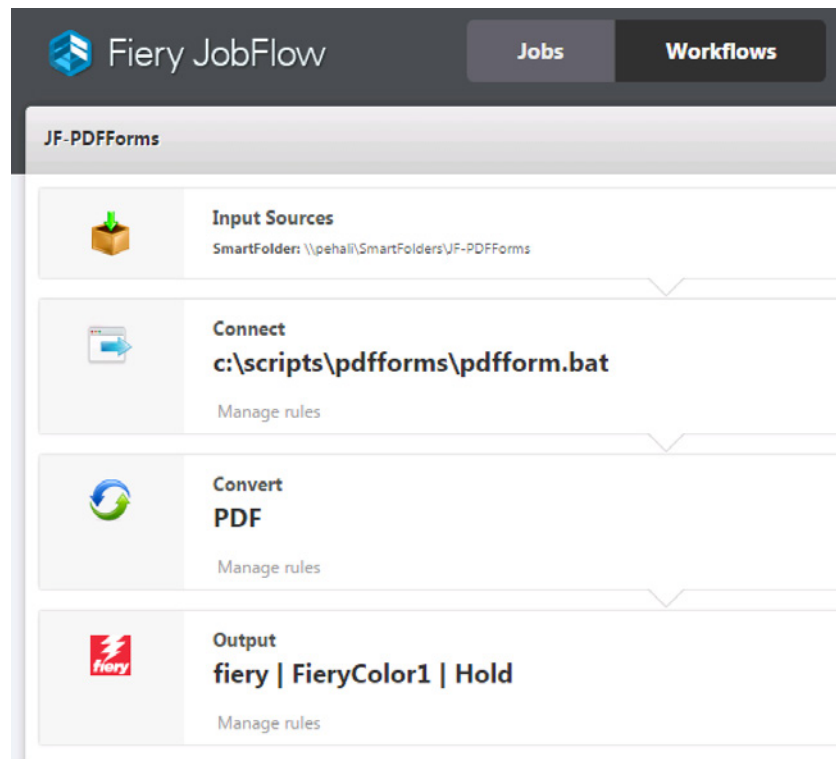 Fiery JobFlow
Jobs
Workflows
JF-PDFForms
Input Sources
SmartFolder: \\pehali\SmartFolders\JF-PDFForms
Connect
c:\scripts\pdfforms\pdfform.bat
Manage rules
Convert
PDF
Manage rules
fiery
Output
fiery | FieryColor1 | Hold
Manage rules